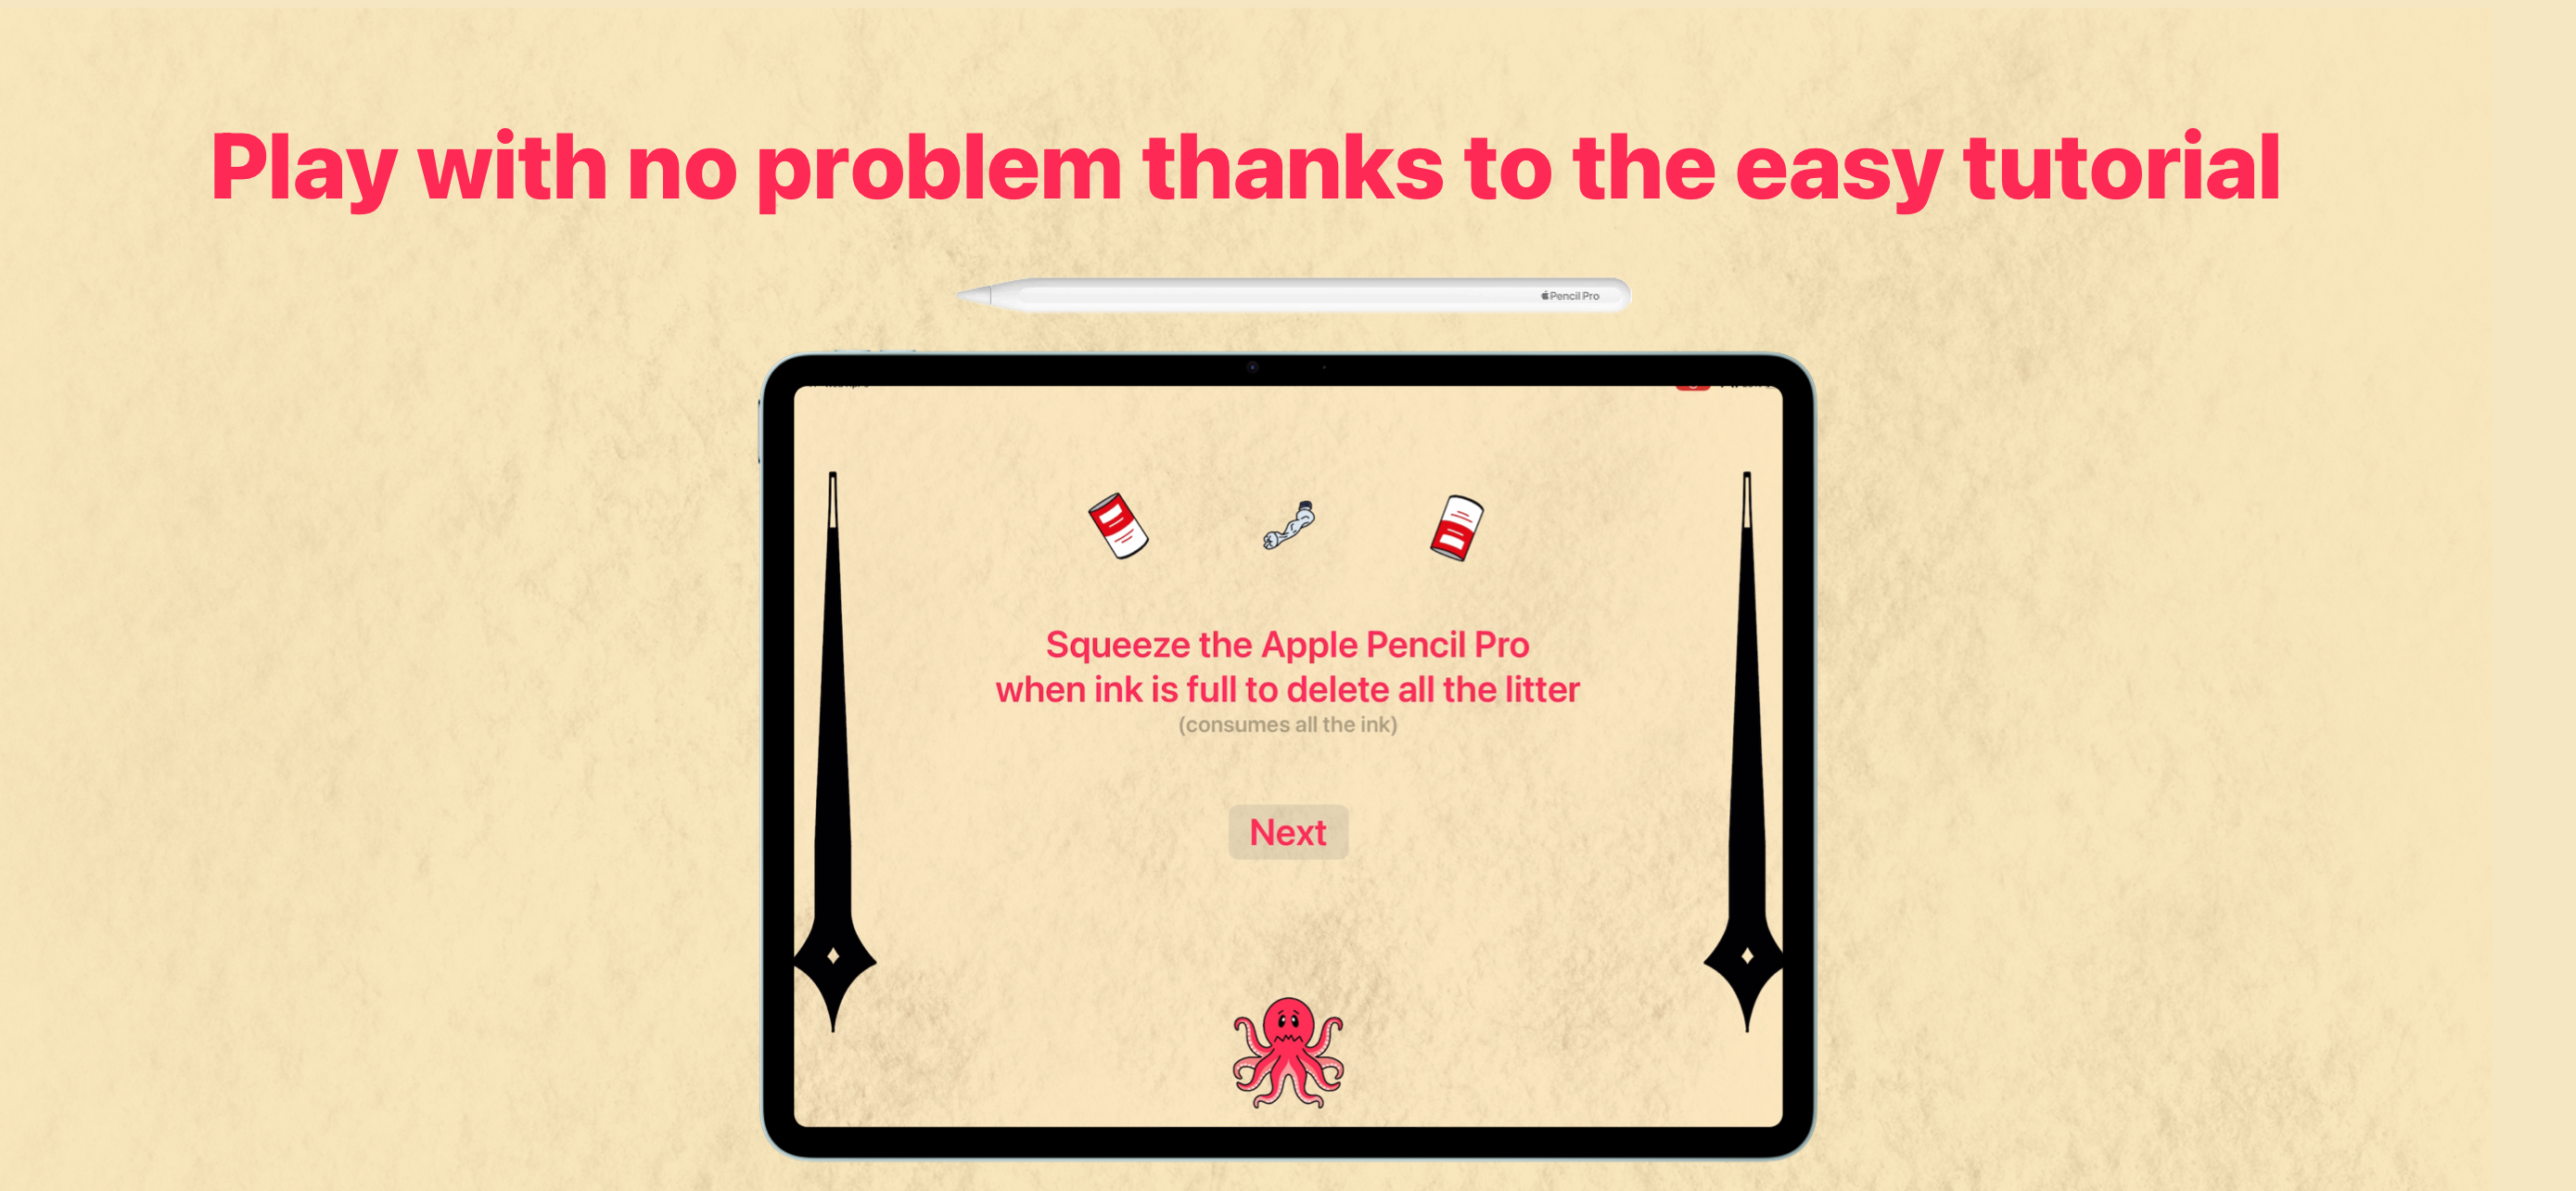 Play with no problem thanks to the easy tutorial
Pencil Pro
Squeeze the Apple Pencil Pro
when ink is full to delete all the litter
(consumes all the ink)
Next